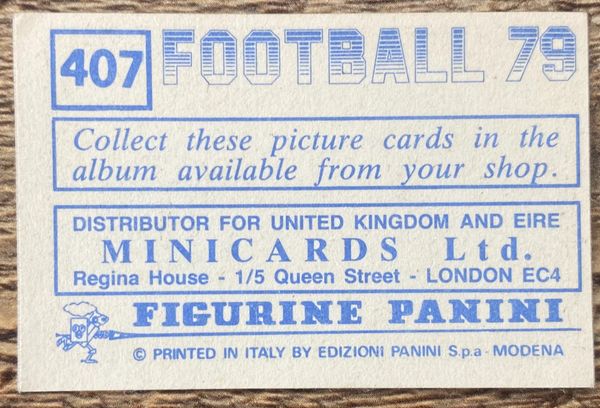 407 FOOTBALL 79
Collect these picture cards in the
album available from your shop.
DISTRIBUTOR FOR UNITED KINGDOM AND EIRE
MINICARDS Ltd.
Regina House - 1/5 Queen Street - LONDON EC4
FIGURINE PANINI
© PRINTED IN ITALY BY EDIZIONI PANINI S.p.a - MODENA